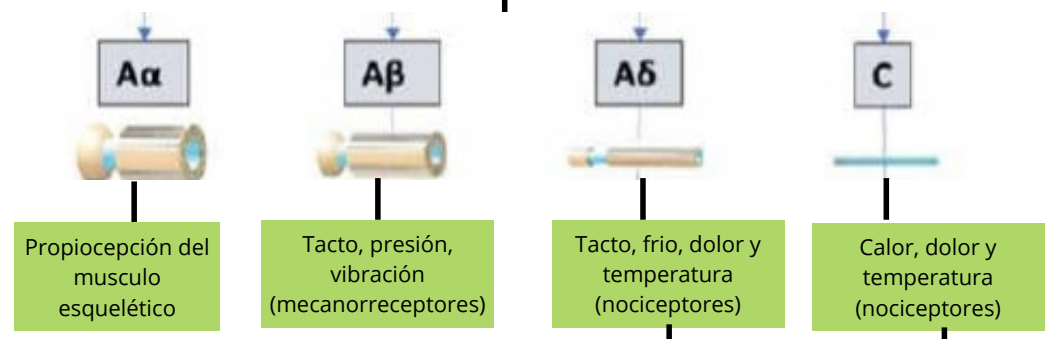 Aα
Aβ
Aδ
C
Propiocepción del
musculo
esquelético
Tacto, presión,
vibración
(mecanorreceptores)
Tacto, frio, dolor y
temperatura
(nociceptores)
Calor, dolor y
temperatura
(nociceptores)